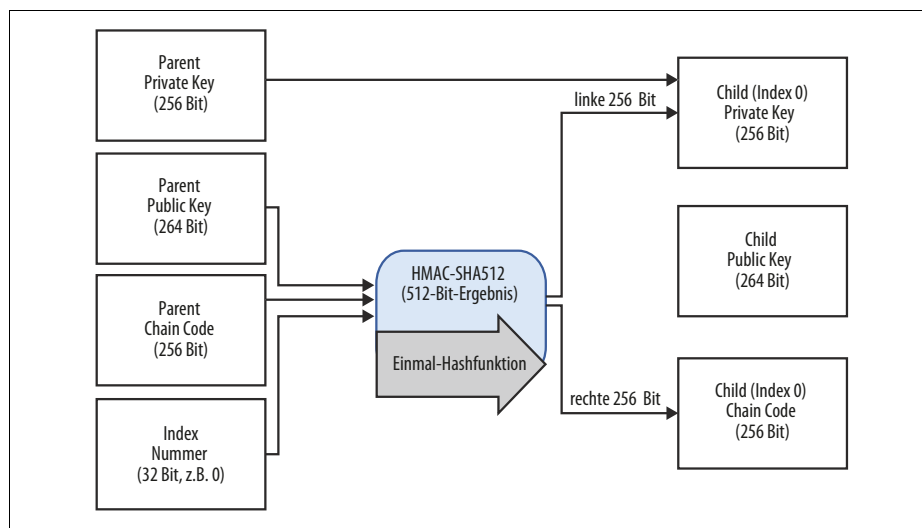 Parent
Private Key
(256 Bit)
Parent
Public Key
(264 Bit)
Parent
Chain Code
(256 Bit)
Index
Nummer
(32 Bit, z.B. 0)
HMAC-SHA512
(512-Bit-Ergebnis)
Einmal-Hashfunktion
linke 256 Bit
rechte 256 Bit
Child (Index 0)
Private Key
(256 Bit)
Child
Public Key
(264 Bit)
Child (Index 0)
Chain Code
(256 Bit)